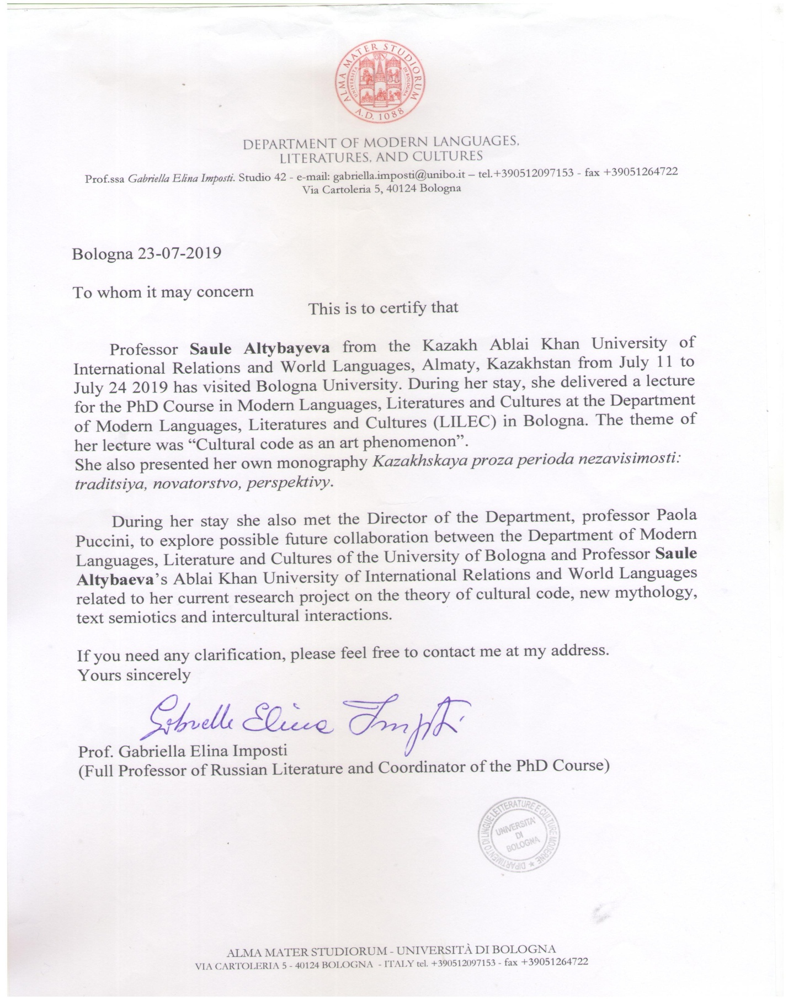 ALMA MATER STUDIORUM
UNIVERSITA DI BOLOGNA
A.D. 1088
DEPARTMENT OF MODERN LANGUAGES,
LITERATURES, AND CULTURES
Prof.ssa Gabriella Elina Imposti. Studio 42 - e-mail: gabriella.imposti@unibo.it – tel.+390512097153 - fax +39051264722
Via Cartoleria 5, 40124 Bologna
Bologna 23-07-2019
To whom it may concern
This is to certify that
Professor Saule Altybayeva from the Kazakh Ablai Khan University of
International Relations and World Languages, Almaty, Kazakhstan from July 11 to
July 24 2019 has visited Bologna University. During her stay, she delivered a lecture
for the PhD Course in Modern Languages, Literatures and Cultures at the Department
of Modern Languages, Literatures and Cultures (LILEC) in Bologna. The theme of
her lecture was “Cultural code as an art phenomenon”.
She also presented her own monography Kazakhskaya proza perioda nezavisimosti:
traditsiya, novatorstvo, perspektivy.
During her stay she also met the Director of the Department, professor Paola
Puccini, to explore possible future collaboration between the Department of Modern
Languages, Literature and Cultures of the University of Bologna and Professor Saule
Altybaeva’s Ablai Khan University of International Relations and World Languages
related to her current research project on the theory of cultural code, new mythology,
text semiotics and intercultural interactions.
If you need any clarification, please feel free to contact me at my address.
Yours sincerely
Gabriella Elina Imposti
Prof. Gabriella Elina Imposti
(Full Professor of Russian Literature and Coordinator of the PhD Course)
DIPARTIMENTO DI LINGUE LETTERATURE E CULTURE MODERNE
UNIVERSITA'
DI
BOLOGNA
ALMA MATER STUDIORUM - UNIVERSITÀ DI BOLOGNA
VIA CARTOLERIA 5 - 40124 BOLOGNA - ITALY tel. +390512097153 - fax +39051264722